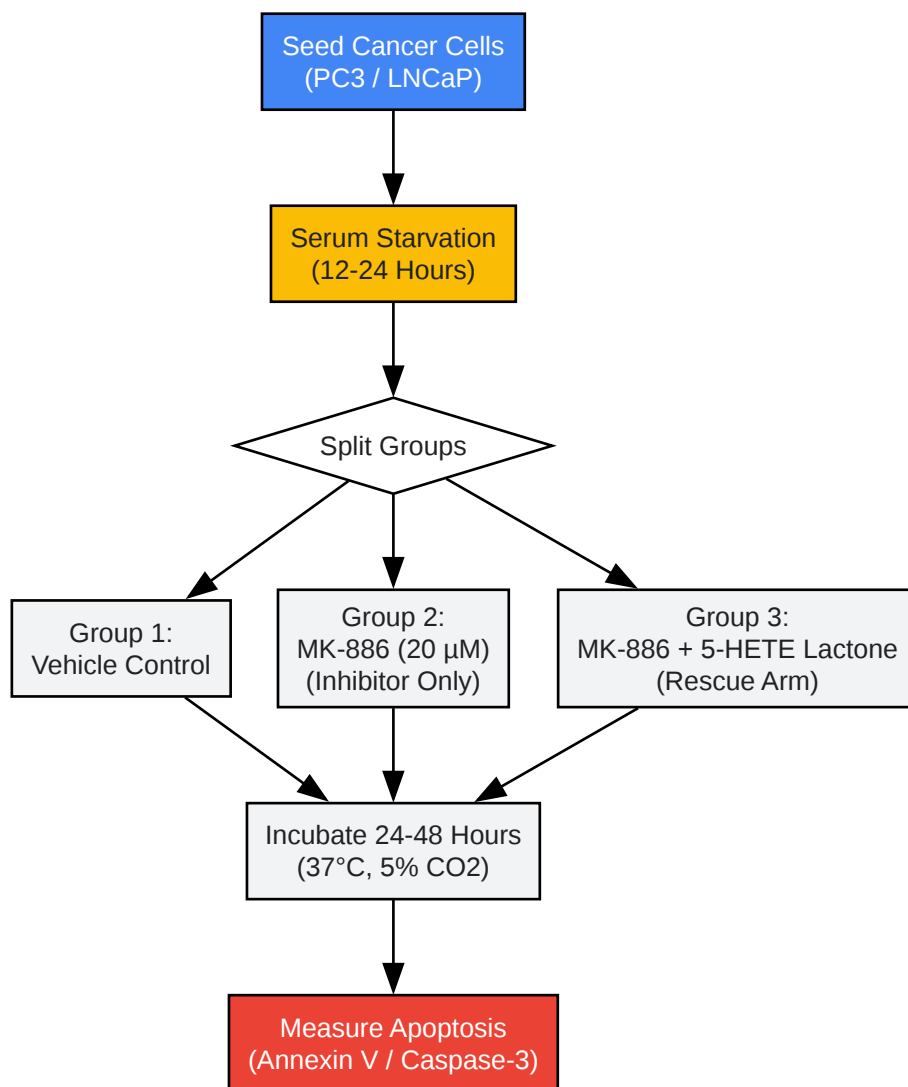 Seed Cancer Cells
(PC3 / LNCaP)
Serum Starvation
(12-24 Hours)
Split Groups
Group 1:
Vehicle Control
Group 2:
MK-886 (20 µM)
(Inhibitor Only)
Group 3:
MK-886 + 5-HETE Lactone
(Rescue Arm)
Incubate 24-48 Hours
(37°C, 5% CO2)
Measure Apoptosis
(Annexin V / Caspase-3)